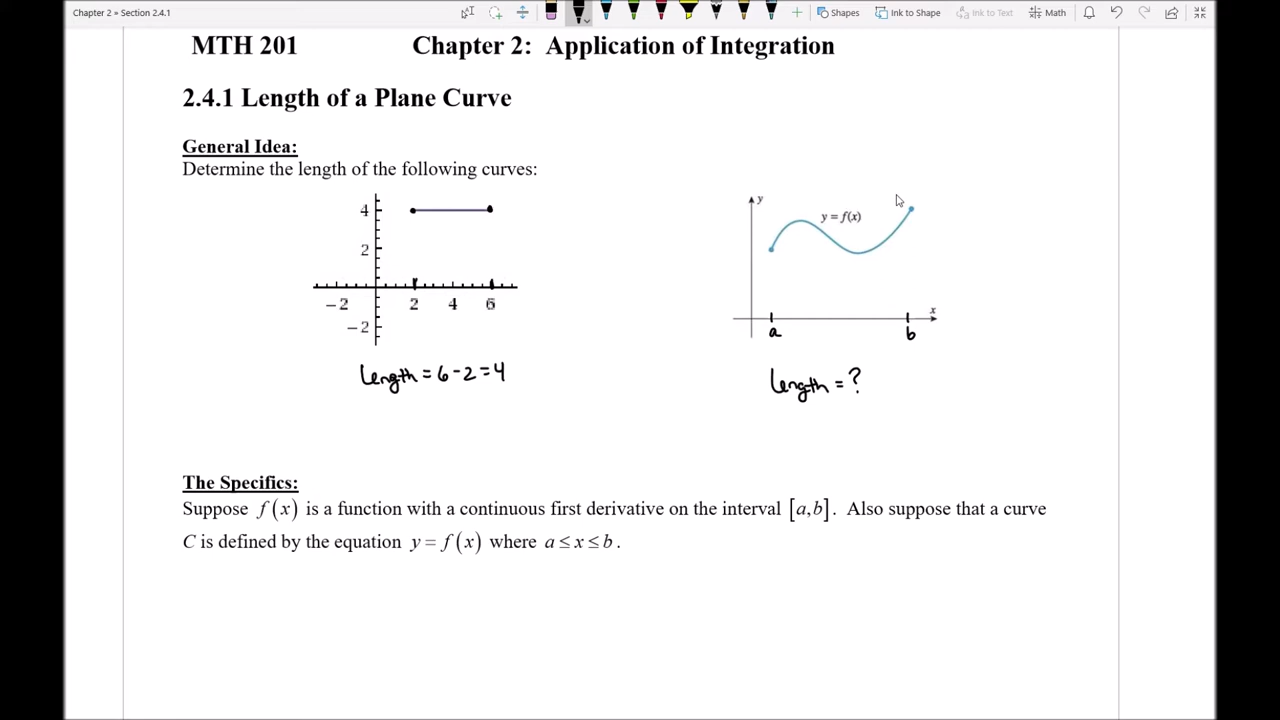 Chapter 2 » Section 2.4.1
Shapes
Ink to Shape
Ink to Text
Math
MTH 201 Chapter 2: Application of Integration
2.4.1 Length of a Plane Curve
General Idea:
Determine the length of the following curves:
4
2
−2 2 4 6
−2
length = 6 - 2 = 4
y
y = f(x)
x
a b
length = ?
The Specifics:
Suppose f(x) is a function with a continuous first derivative on the interval [a,b]. Also suppose that a curve
C is defined by the equation y = f(x) where a ≤ x ≤ b.